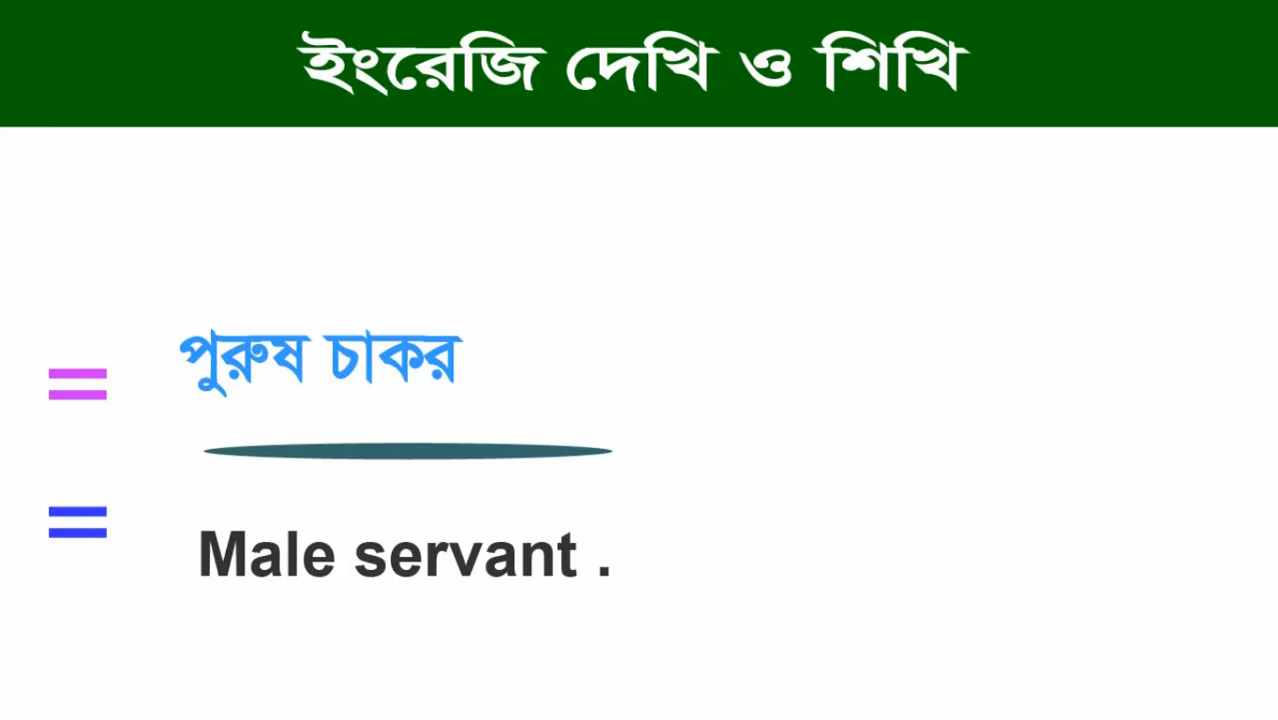 ইংরেজি দেখি ও শিখি
= পুরুষ চাকর
= Male servant .